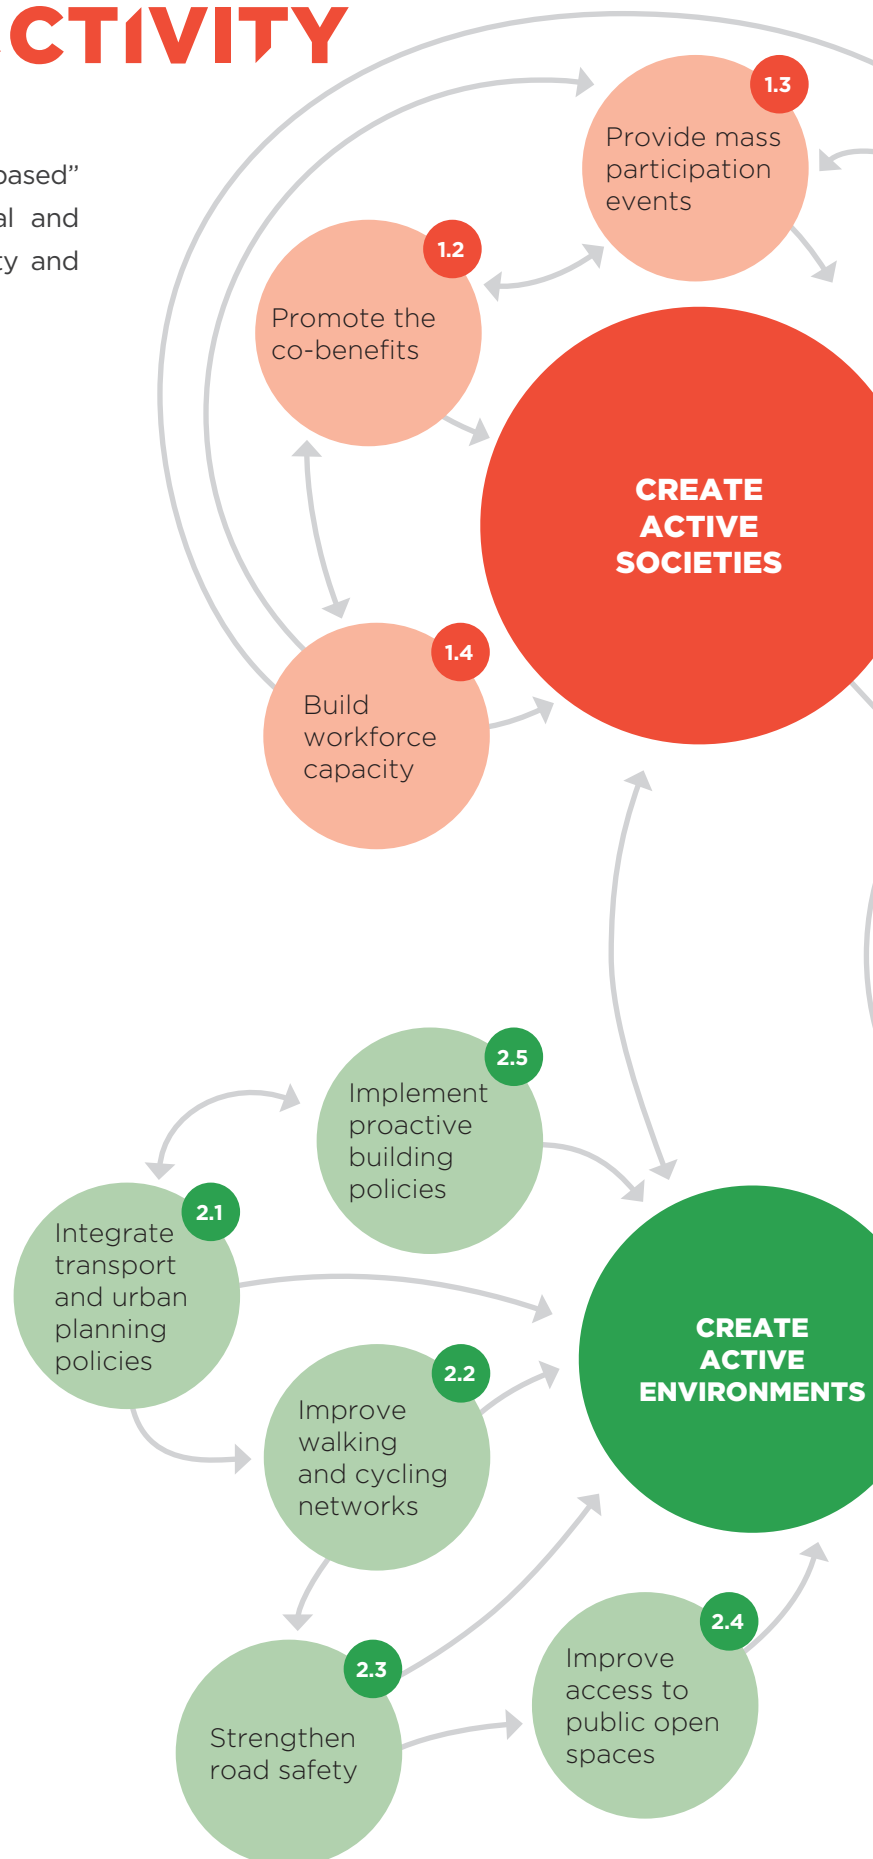 CTIVITY
based”
al and
ty and
1.3
Provide mass
participation
events
1.2
Promote the
co-benefits
CREATE
ACTIVE
SOCIETIES
1.4
Build
workforce
capacity
2.5
Implement
proactive
building
policies
2.1
Integrate
transport
and urban
planning
policies
CREATE
ACTIVE
ENVIRONMENTS
2.2
Improve
walking
and cycling
networks
2.4
Improve
access to
public open
spaces
2.3
Strengthen
road safety